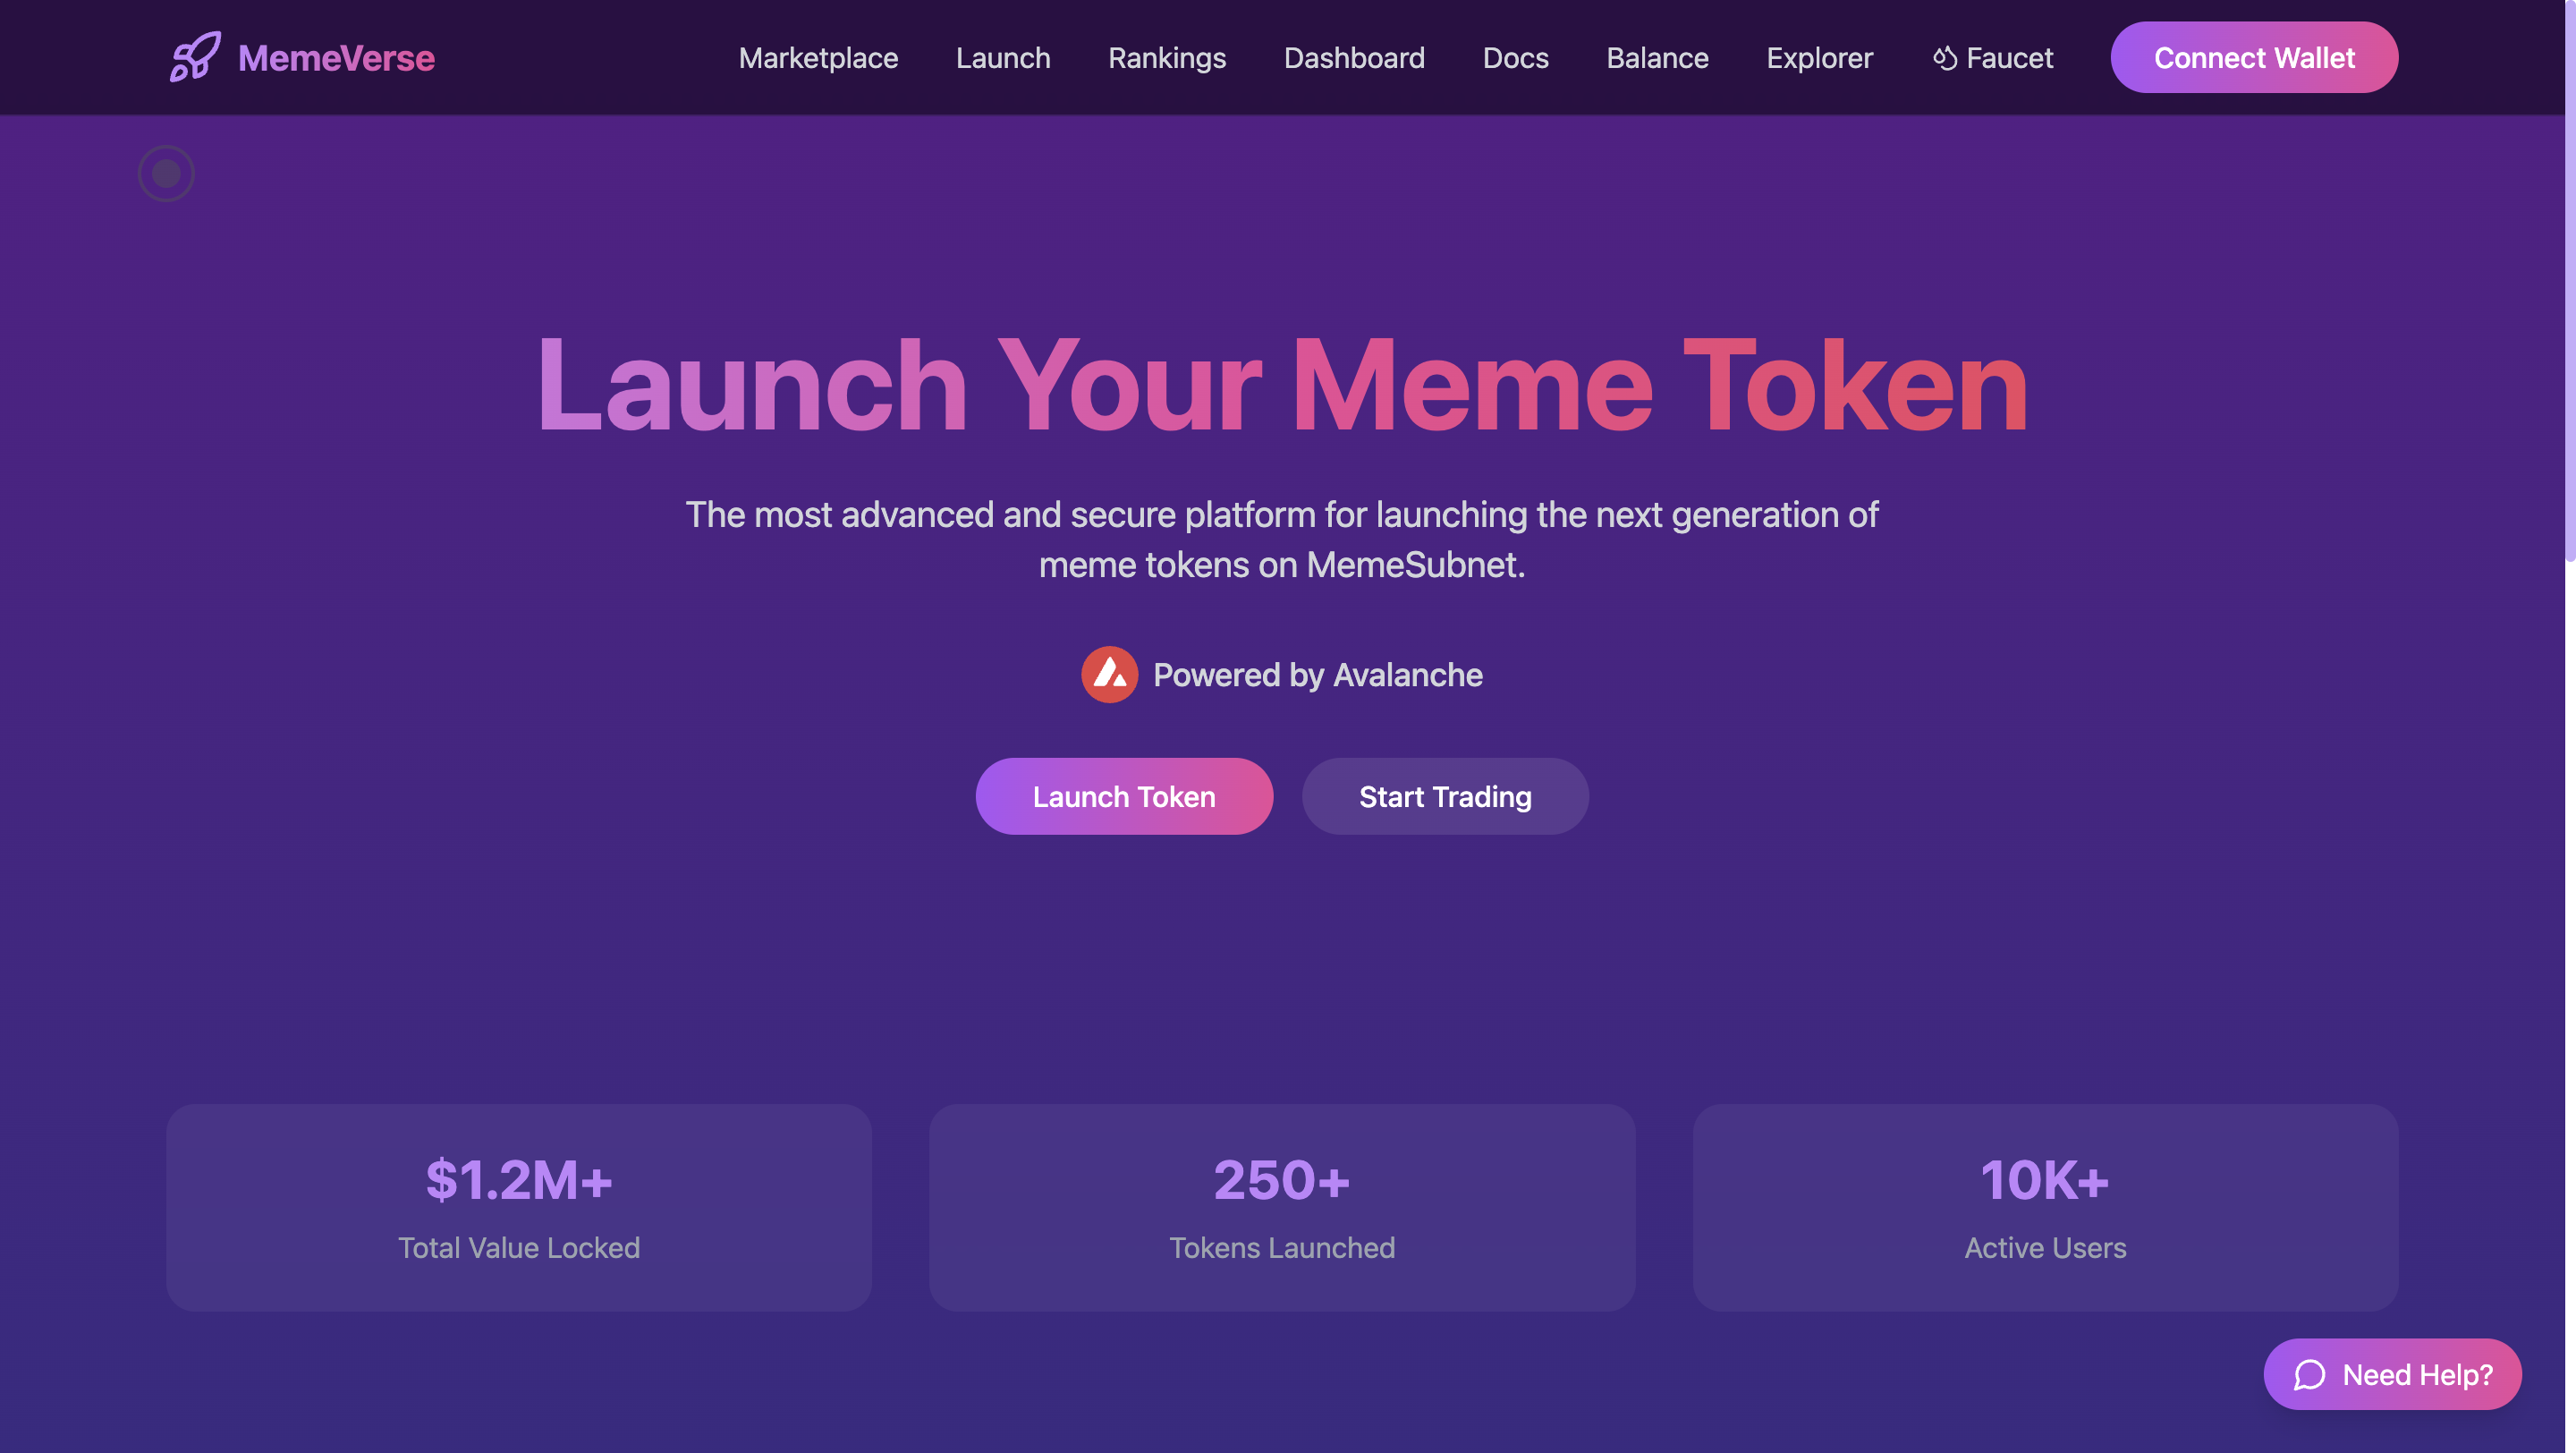 MemeVerse
Marketplace
Launch
Rankings
Dashboard
Docs
Balance
Explorer
Faucet
Connect Wallet
Launch Your Meme Token
The most advanced and secure platform for launching the next generation of
meme tokens on MemeSubnet.
Powered by Avalanche
Launch Token
Start Trading
$1.2M+
Total Value Locked
250+
Tokens Launched
10K+
Active Users
Need Help?